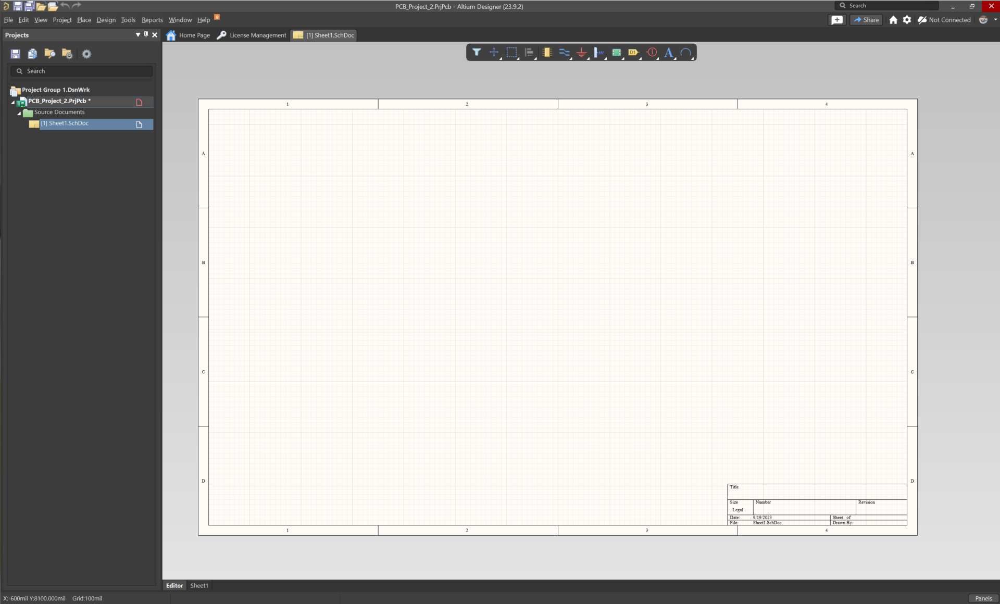 PCB_Project_2.PrjPcb - Altium Designer (23.9.2)
Search
File Edit View Project Place Design Tools Reports Window Help
Share
Not Connected
Projects
Home Page
License Management
[1] Sheet1.SchDoc
Search
Project Group 1.DsnWrk
PCB_Project_2.PrjPcb *
Source Documents
[1] Sheet1.SchDoc
D1
A
1 2 3 4
A A
B B
C C
D D
Title
Size Number Revision
Legal
Date: 9/19/2023 Sheet of
File: Sheet1.SchDoc Drawn By:
1 2 3 4
Editor Sheet1
X:-600mil Y:8100.000mil Grid:100mil
Panels